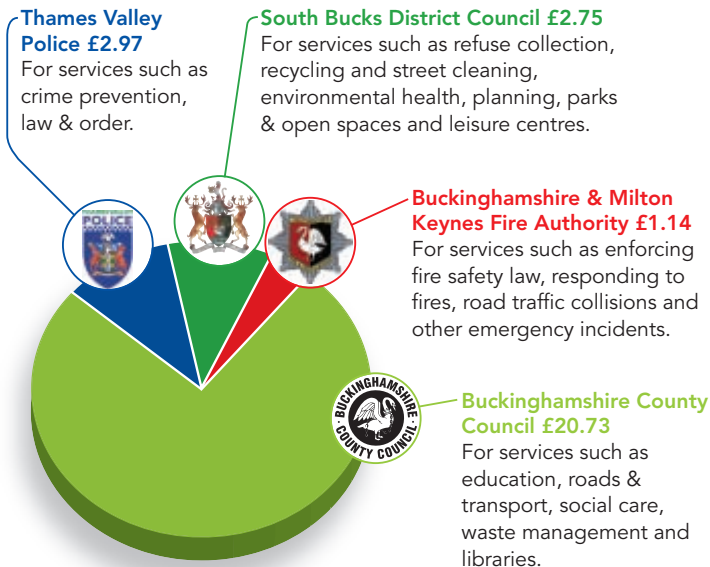 Thames Valley
Police £2.97
For services such as
crime prevention,
law & order.
South Bucks District Council £2.75
For services such as refuse collection,
recycling and street cleaning,
environmental health, planning, parks
& open spaces and leisure centres.
POLICE
Buckinghamshire & Milton
Keynes Fire Authority £1.14
For services such as enforcing
fire safety law, responding to
fires, road traffic collisions and
other emergency incidents.
BUCKINGHAMSHIRE
COUNTY COUNCIL
Buckinghamshire County
Council £20.73
For services such as
education, roads &
transport, social care,
waste management and
libraries.